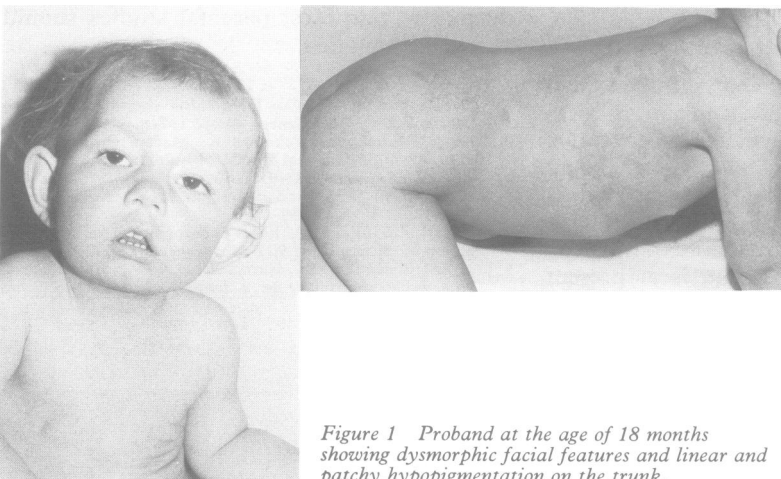 Figure 1 Proband at the age of 18 months
showing dysmorphic facial features and linear and
patchy hypopigmentation on the trunk